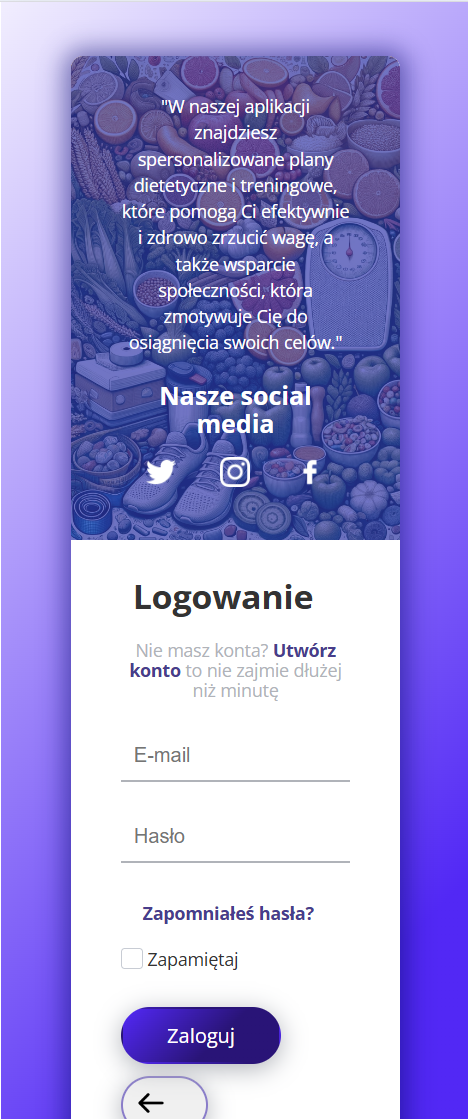 "W naszej aplikacji
znajdziesz
spersonalizowane plany
dietetyczne i treningowe,
które pomogą Ci efektywnie
i zdrowo zrzucić wagę, a
także wsparcie
społeczności, która
zmotywuje Cię do
osiągnięcia swoich celów."
Nasze social
media
Logowanie
Nie masz konta? Utwórz
konto to nie zajmie dłużej
niż minutę
E-mail
Hasło
Zapomniałeś hasła?
Zapamiętaj
Zaloguj